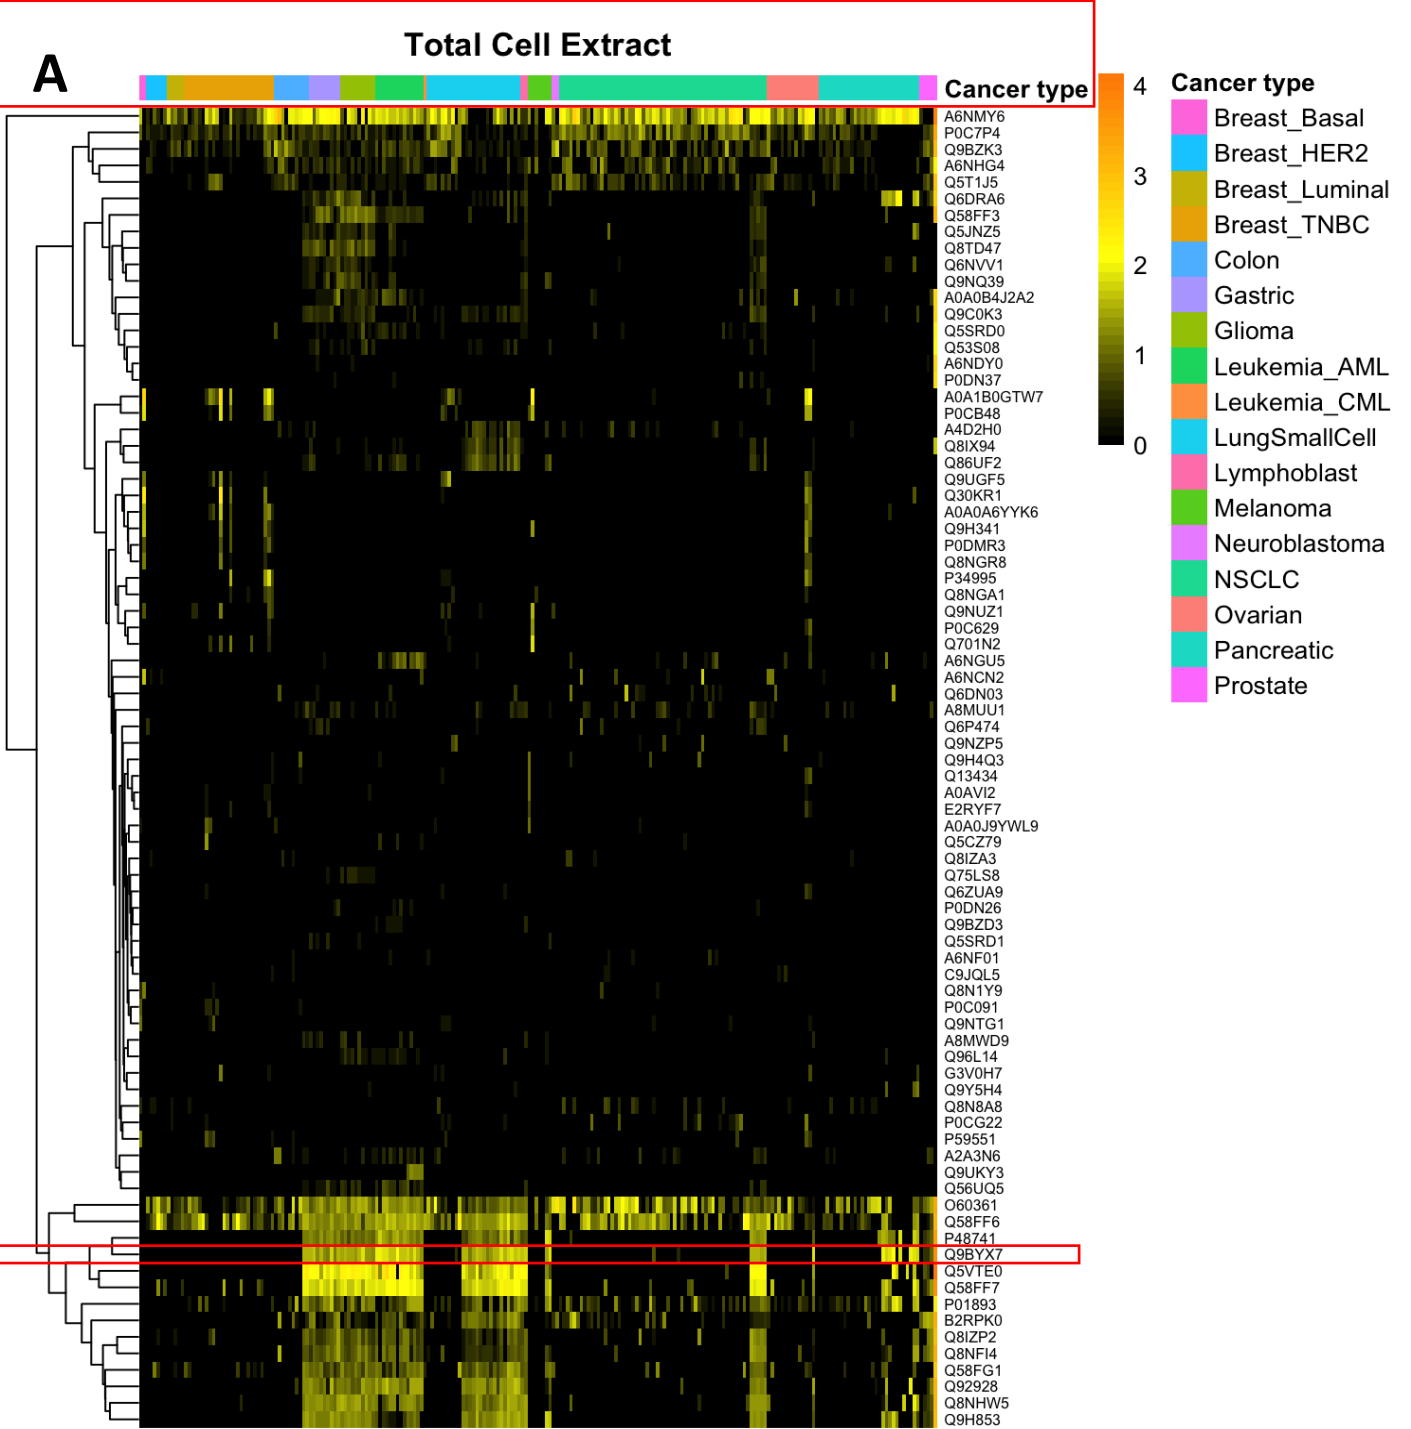 A
Total Cell Extract
Cancer type
A6NMY6
P0C7P4
Q9BZK3
A6NHG4
Q5T1J5
Q6DRA6
Q58FF3
Q5JNZ5
Q8TD47
Q6NVV1
Q9NQ39
A0A0B4J2A2
Q9C0K3
Q5SRD0
Q53S08
A6NDY0
P0DN37
A0A1B0GTW7
P0CB48
A4D2H0
Q8IX94
Q86UF2
Q9UGF5
Q30KR1
A0A0A6YYK6
Q9H341
P0DMR3
Q8NGR8
P34995
Q8NGA1
Q9NUZ1
P0C629
Q701N2
A6NGU5
A6NCN2
Q6DN03
A8MUU1
Q6P474
Q9NZP5
Q9H4Q3
Q13434
A0AVI2
E2RYF7
A0A0J9YWL9
Q5CZ79
Q8IZA3
Q75LS8
Q6ZUA9
P0DN26
Q9BZD3
Q5SRD1
A6NF01
C9JQL5
Q8N1Y9
P0C091
Q9NTG1
A8MWD9
Q96L14
G3V0H7
Q9Y5H4
Q8N8A8
P0CG22
P59551
A2A3N6
Q9UKY3
Q56UQ5
O60361
Q58FF6
P48741
Q9BYX7
Q5VTE0
Q58FF7
P01893
B2RPK0
Q8IZP2
Q8NFI4
Q58FG1
Q92928
Q8NHW5
Q9H853
4
3
2
1
0
Cancer type
Breast_Basal
Breast_HER2
Breast_Luminal
Breast_TNBC
Colon
Gastric
Glioma
Leukemia_AML
Leukemia_CML
LungSmallCell
Lymphoblast
Melanoma
Neuroblastoma
NSCLC
Ovarian
Pancreatic
Prostate